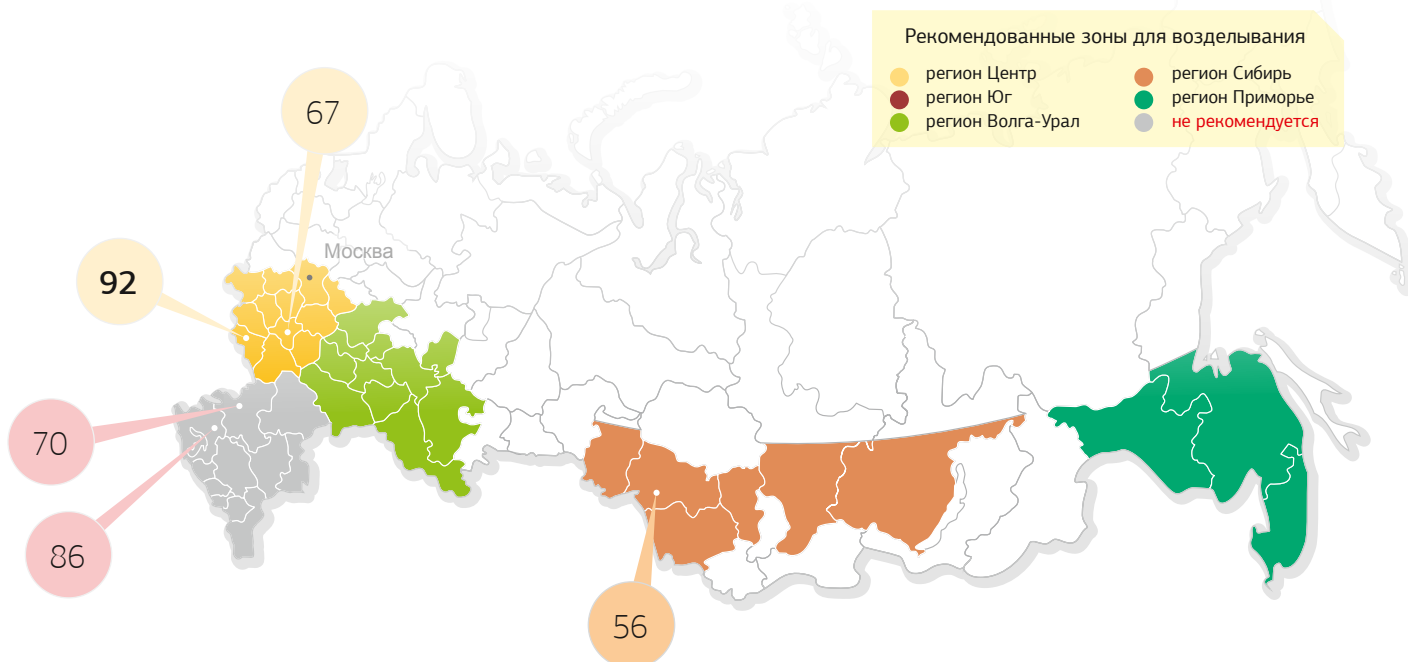 Рекомендованные зоны для возделывания
регион Центр
регион Юг
регион Волга-Урал
регион Сибирь
регион Приморье
не рекомендуется
67
Москва
92
70
86
56